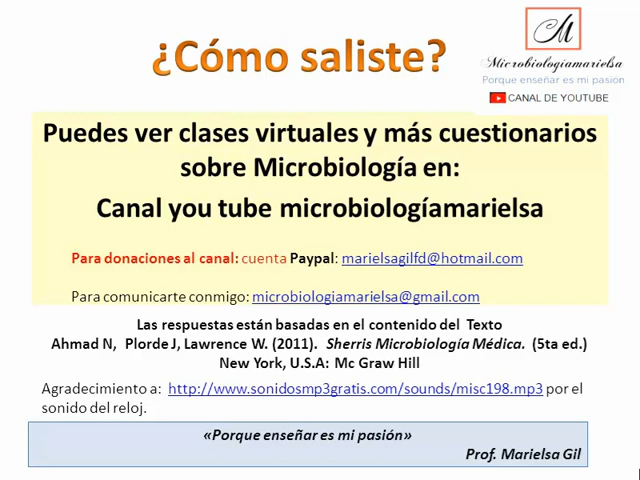 ¿Cómo saliste?
M
Microbiologiamarielsa
Porque enseñar es mi pasion
CANAL DE YOUTUBE
Puedes ver clases virtuales y más cuestionarios
sobre Microbiología en:
Canal you tube microbiologíamarielsa
Para donaciones al canal: cuenta Paypal: marielsagilfd@hotmail.com
Para comunicarte conmigo: microbiologiamarielsa@gmail.com
Las respuestas están basadas en el contenido del Texto
Ahmad N, Plorde J, Lawrence W. (2011). Sherris Microbiología Médica. (5ta ed.)
New York, U.S.A: Mc Graw Hill
Agradecimiento a: http://www.sonidosmp3gratis.com/sounds/misc198.mp3 por el
sonido del reloj.
«Porque enseñar es mi pasión»
Prof. Marielsa Gil